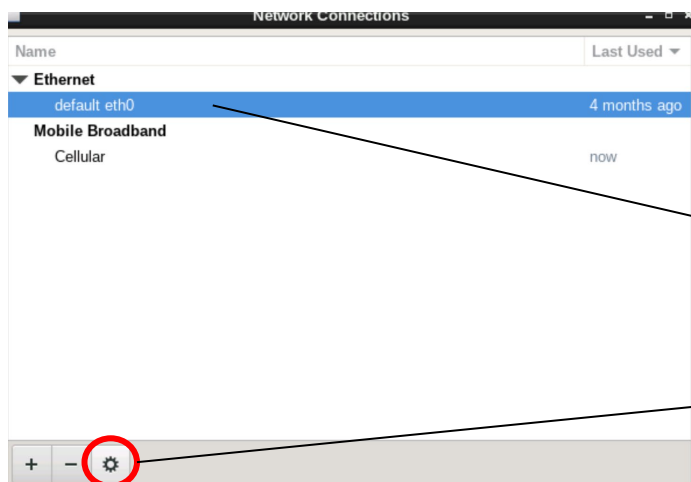 Network Connections
Name Last Used
Ethernet
default eth0 4 months ago
Mobile Broadband
Cellular now